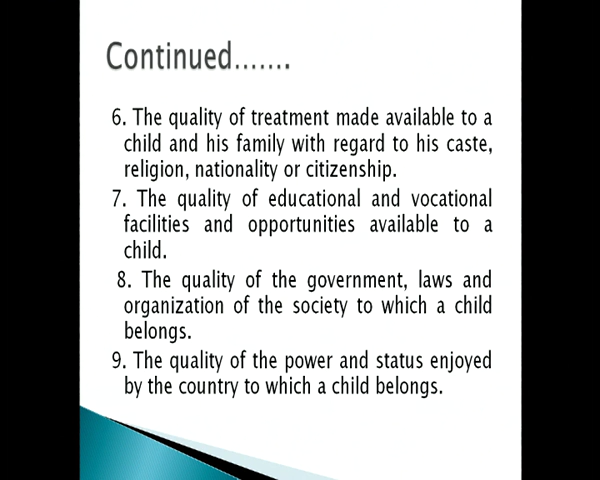 Continued…….
6. The quality of treatment made available to a
child and his family with regard to his caste,
religion, nationality or citizenship.
7. The quality of educational and vocational
facilities and opportunities available to a
child.
8. The quality of the government, laws and
organization of the society to which a child
belongs.
9. The quality of the power and status enjoyed
by the country to which a child belongs.